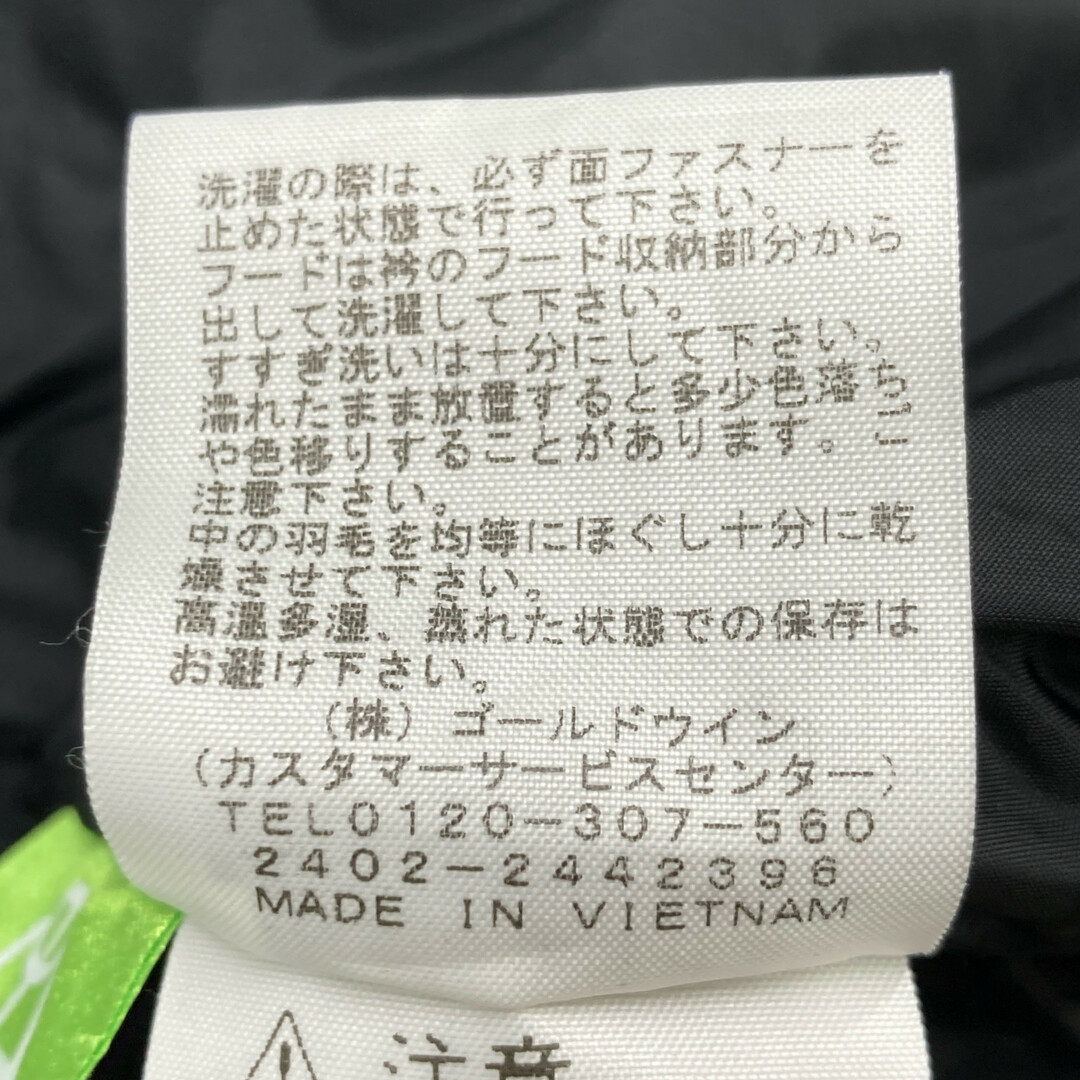 洗濯の際は、必ず面ファスナーを
止めた状態で行って下さい。
フードは衿のフード収納部分から
出して洗濯して下さい。
すすぎ洗いは十分にして下さい。
濡れたまま放置すると多少色落ち
や色移りすることがあります。ご
注意下さい。
中の羽毛を均等にほぐし十分に乾
燥させて下さい。
高温多湿、蒸れた状態での保存は
お避け下さい。
(株) ゴールドウイン
(カスタマーサービスセンター)
TEL0120-307-560
2402-2442396
MADE IN VIETNAM
注意